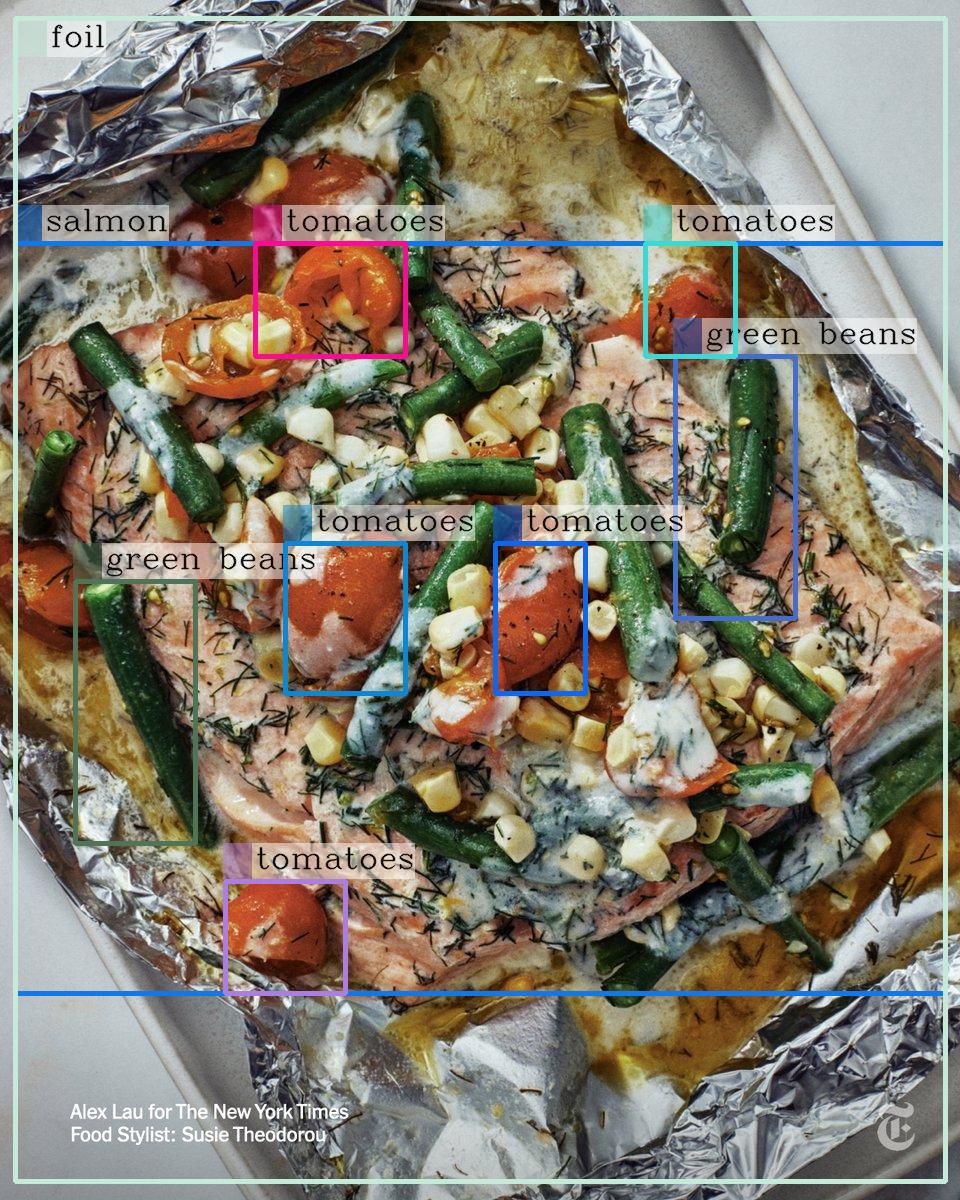 foil
salmon
tomatoes
tomatoes
green beans
tomatoes
tomatoes
green beans
tomatoes
Alex Lau for The New York Times
Food Stylist: Susie Theodorou
T